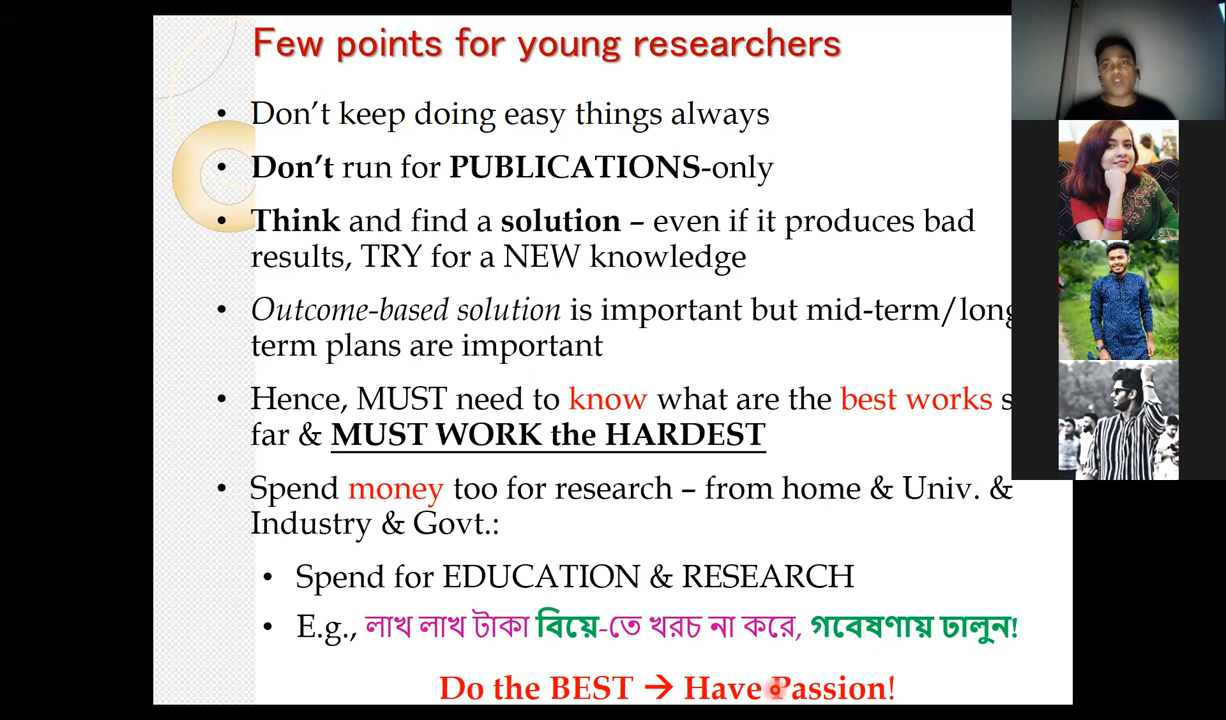 Few points for young researchers
• Don't keep doing easy things always
• Don't run for PUBLICATIONS-only
• Think and find a solution – even if it produces bad
results, TRY for a NEW knowledge
• Outcome-based solution is important but mid-term/long
term plans are important
• Hence, MUST need to know what are the best works
far & MUST WORK the HARDEST
• Spend money too for research – from home & Univ. &
Industry & Govt.:
• Spend for EDUCATION & RESEARCH
• E.g., লাখ লাখ টাকা বিয়ে-তে খরচ না করে, গবেষণায় ঢালুন!
Do the BEST → Have Passion!